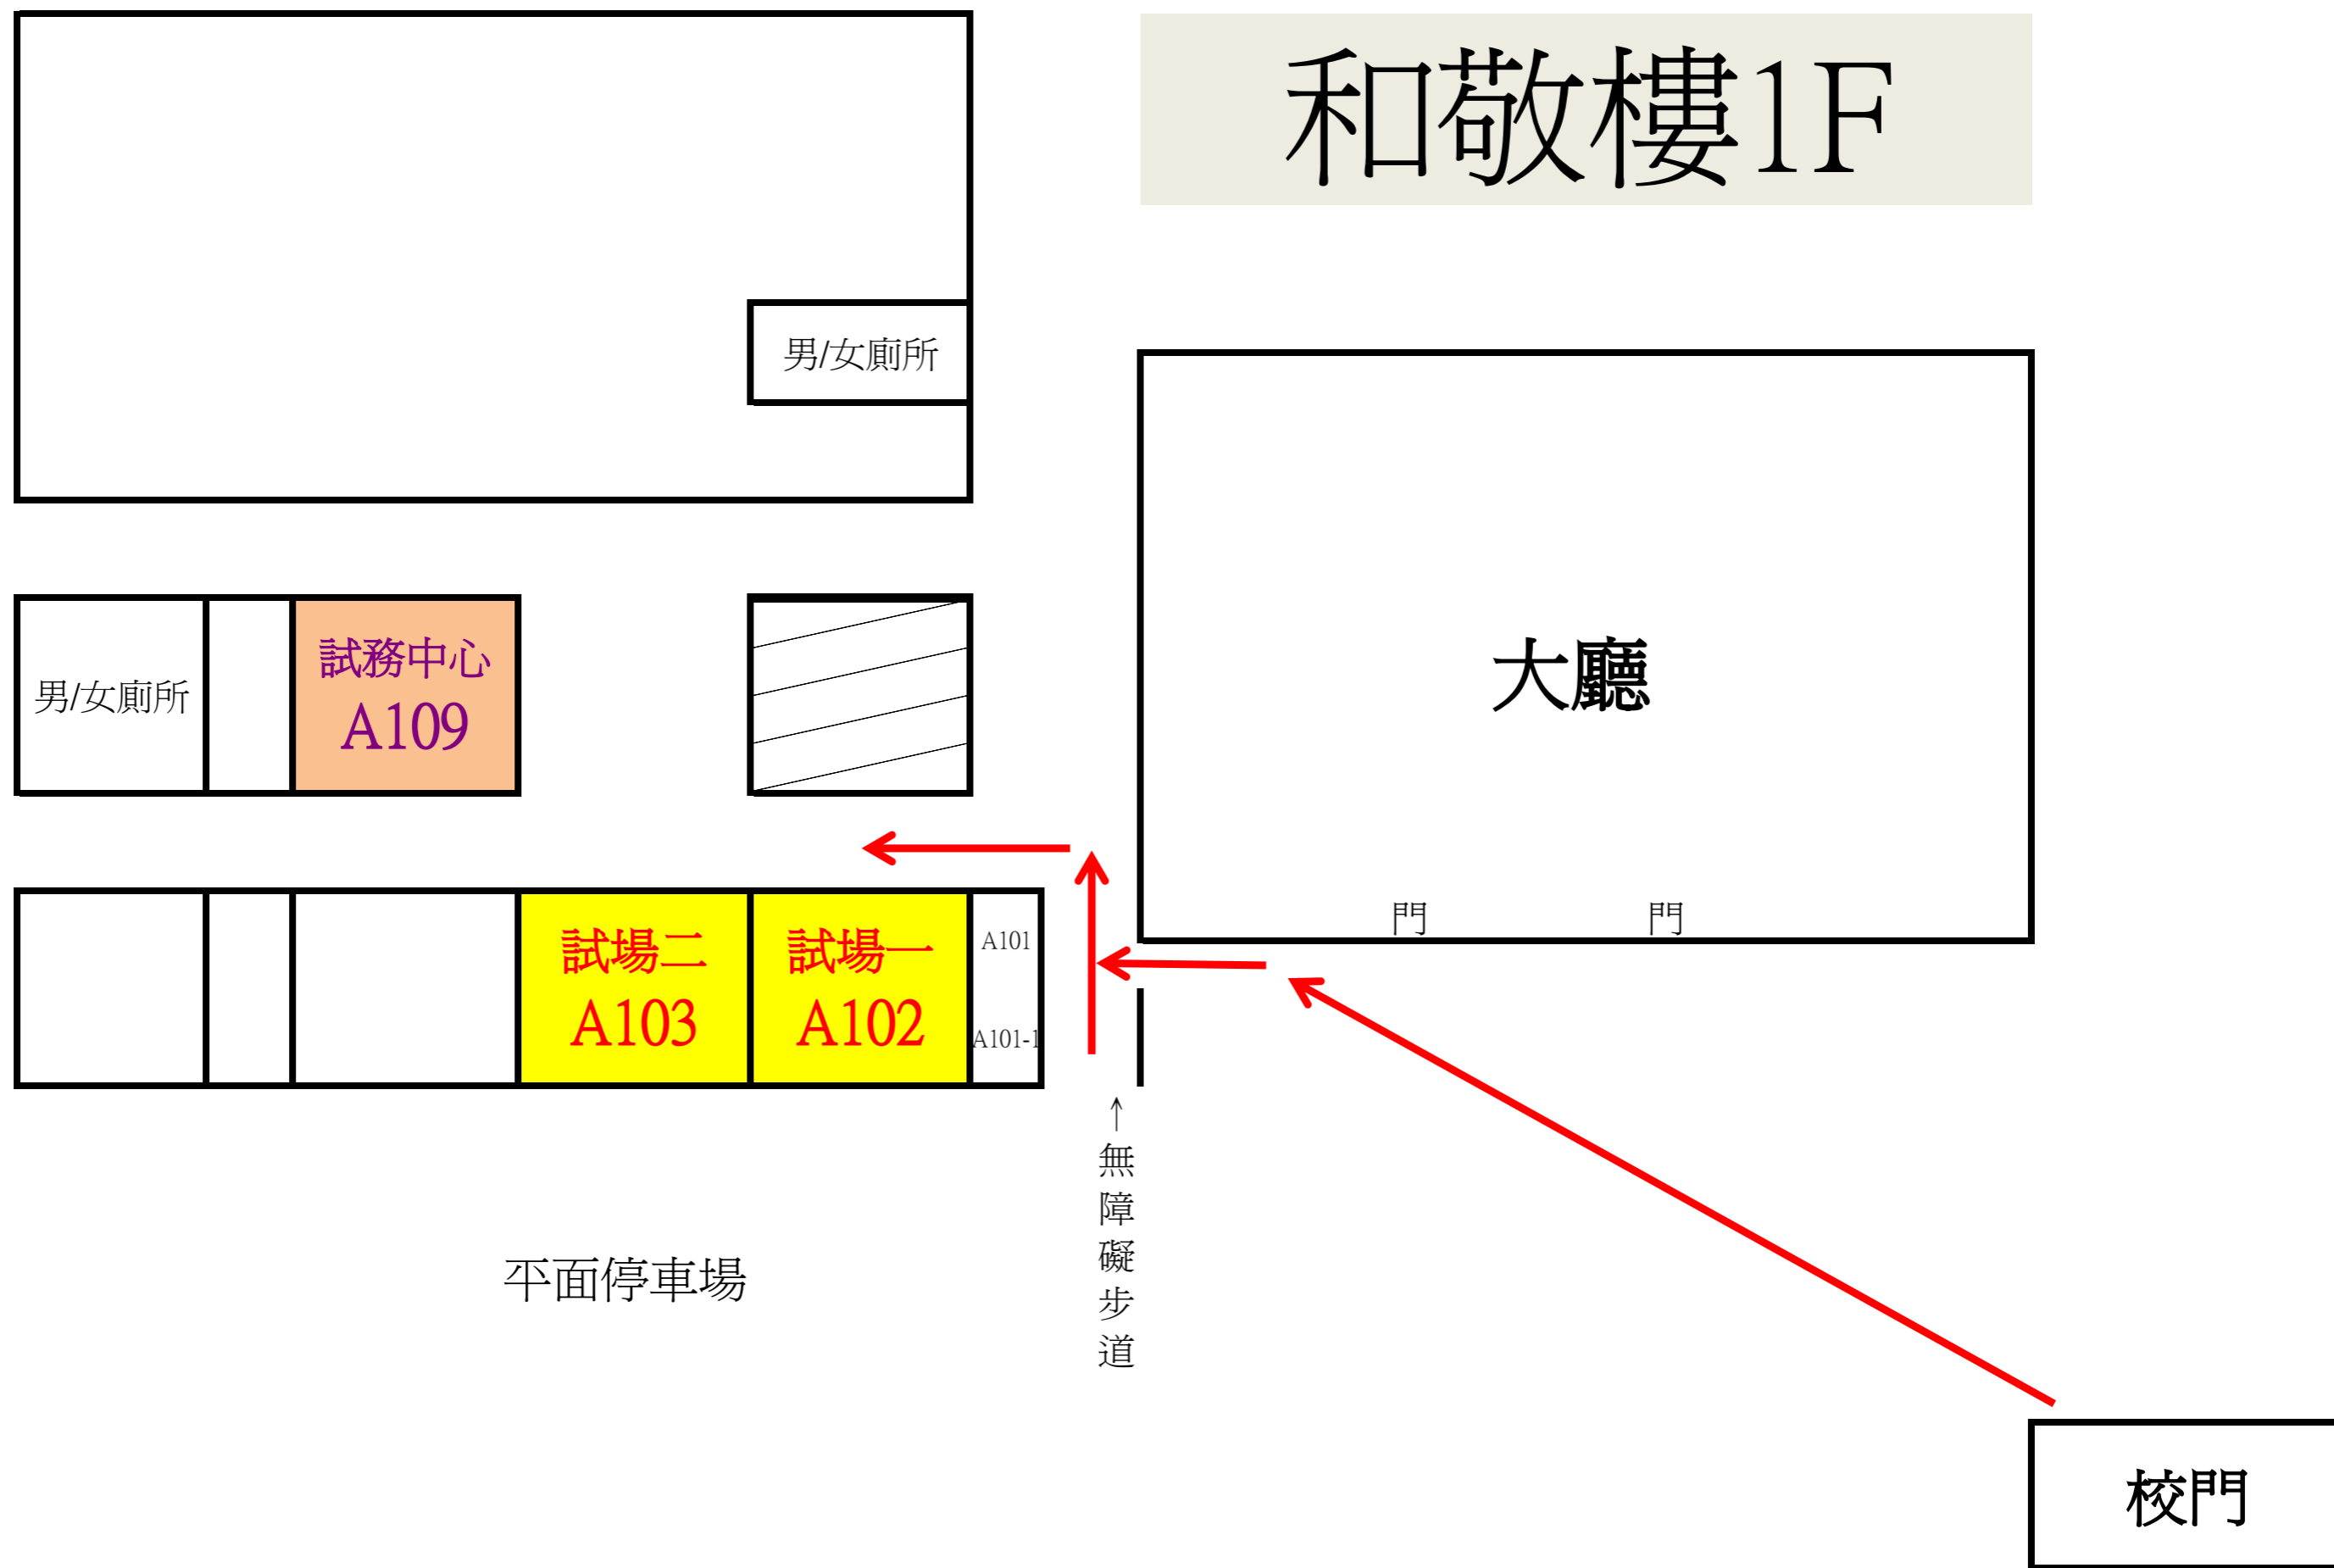 和敬樓1F
男/女廁所
男/女廁所
試務中心
A109
大廳
門
門
試場二
A103
試場一
A102
A101
A101-1
↑無障礙步道
平面停車場
校門